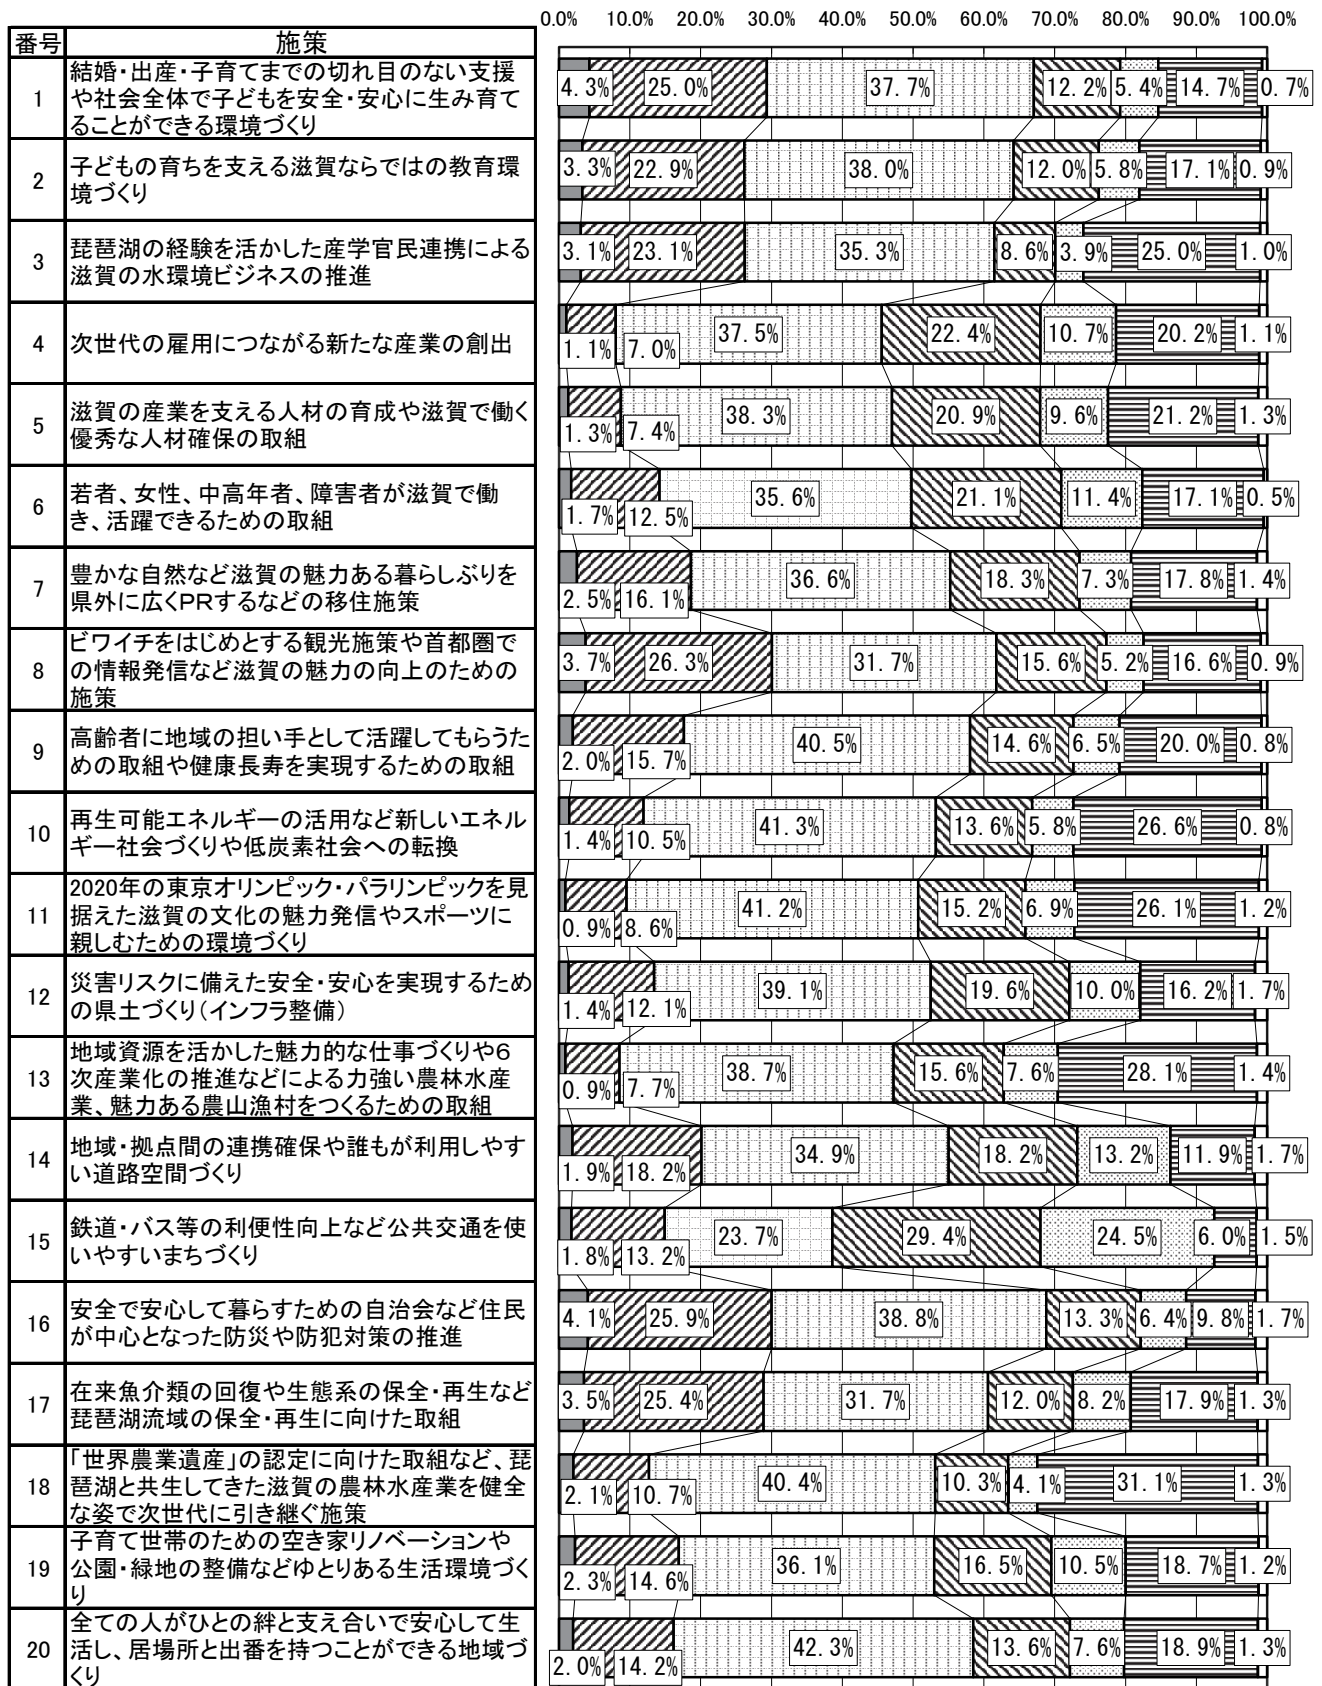 0.0% 10.0% 20.0% 30.0% 40.0% 50.0% 60.0% 70.0% 80.0% 90.0% 100.0%
番号 施策
1
結婚・出産・子育てまでの切れ目のない支援
や社会全体で子どもを安全・安心に生み育て
ることができる環境づくり
4.3% 25.0% 37.7% 12.2% 5.4% 14.7% 0.7%
2
子どもの育ちを支える滋賀ならではの教育環
境づくり
3.3% 22.9% 38.0% 12.0% 5.8% 17.1% 0.9%
3
琵琶湖の経験を活かした産学官民連携による
滋賀の水環境ビジネスの推進
3.1% 23.1% 35.3% 8.6% 3.9% 25.0% 1.0%
4
次世代の雇用につながる新たな産業の創出
1.1% 7.0% 37.5% 22.4% 10.7% 20.2% 1.1%
5
滋賀の産業を支える人材の育成や滋賀で働く
優秀な人材確保の取組
1.3% 7.4% 38.3% 20.9% 9.6% 21.2% 1.3%
6
若者、女性、中高年者、障害者が滋賀で働
き、活躍できるための取組
1.7% 12.5% 35.6% 21.1% 11.4% 17.1% 0.5%
7
豊かな自然など滋賀の魅力ある暮らしぶりを
県外に広くPRするなどの移住施策
2.5% 16.1% 36.6% 18.3% 7.3% 17.8% 1.4%
8
ビワイチをはじめとする観光施策や首都圏で
の情報発信など滋賀の魅力の向上のための
施策
3.7% 26.3% 31.7% 15.6% 5.2% 16.6% 0.9%
9
高齢者に地域の担い手として活躍してもらうた
めの取組や健康長寿を実現するための取組
2.0% 15.7% 40.5% 14.6% 6.5% 20.0% 0.8%
10
再生可能エネルギーの活用など新しいエネル
ギー社会づくりや低炭素社会への転換
1.4% 10.5% 41.3% 13.6% 5.8% 26.6% 0.8%
11
2020年の東京オリンピック・パラリンピックを見
据えた滋賀の文化の魅力発信やスポーツに
親しむための環境づくり
0.9% 8.6% 41.2% 15.2% 6.9% 26.1% 1.2%
12
災害リスクに備えた安全・安心を実現するため
の県土づくり(インフラ整備)
1.4% 12.1% 39.1% 19.6% 10.0% 16.2% 1.7%
13
地域資源を活かした魅力的な仕事づくりや6
次産業化の推進などによる力強い農林水産
業、魅力ある農山漁村をつくるための取組
0.9% 7.7% 38.7% 15.6% 7.6% 28.1% 1.4%
14
地域・拠点間の連携確保や誰もが利用しやす
い道路空間づくり
1.9% 18.2% 34.9% 18.2% 13.2% 11.9% 1.7%
15
鉄道・バス等の利便性向上など公共交通を使
いやすいまちづくり
1.8% 13.2% 23.7% 29.4% 24.5% 6.0% 1.5%
16
安全で安心して暮らすための自治会など住民
が中心となった防災や防犯対策の推進
4.1% 25.9% 38.8% 13.3% 6.4% 9.8% 1.7%
17
在来魚介類の回復や生態系の保全・再生など
琵琶湖流域の保全・再生に向けた取組
3.5% 25.4% 31.7% 12.0% 8.2% 17.9% 1.3%
18
「世界農業遺産」の認定に向けた取組など、琵
琶湖と共生してきた滋賀の農林水産業を健全
な姿で次世代に引き継ぐ施策
2.1% 10.7% 40.4% 10.3% 4.1% 31.1% 1.3%
19
子育て世帯のための空き家リノベーションや
公園・緑地の整備などゆとりある生活環境づく
り
2.3% 14.6% 36.1% 16.5% 10.5% 18.7% 1.2%
20
全ての人がひとの絆と支え合いで安心して生
活し、居場所と出番を持つことができる地域づ
くり
2.0% 14.2% 42.3% 13.6% 7.6% 18.9% 1.3%